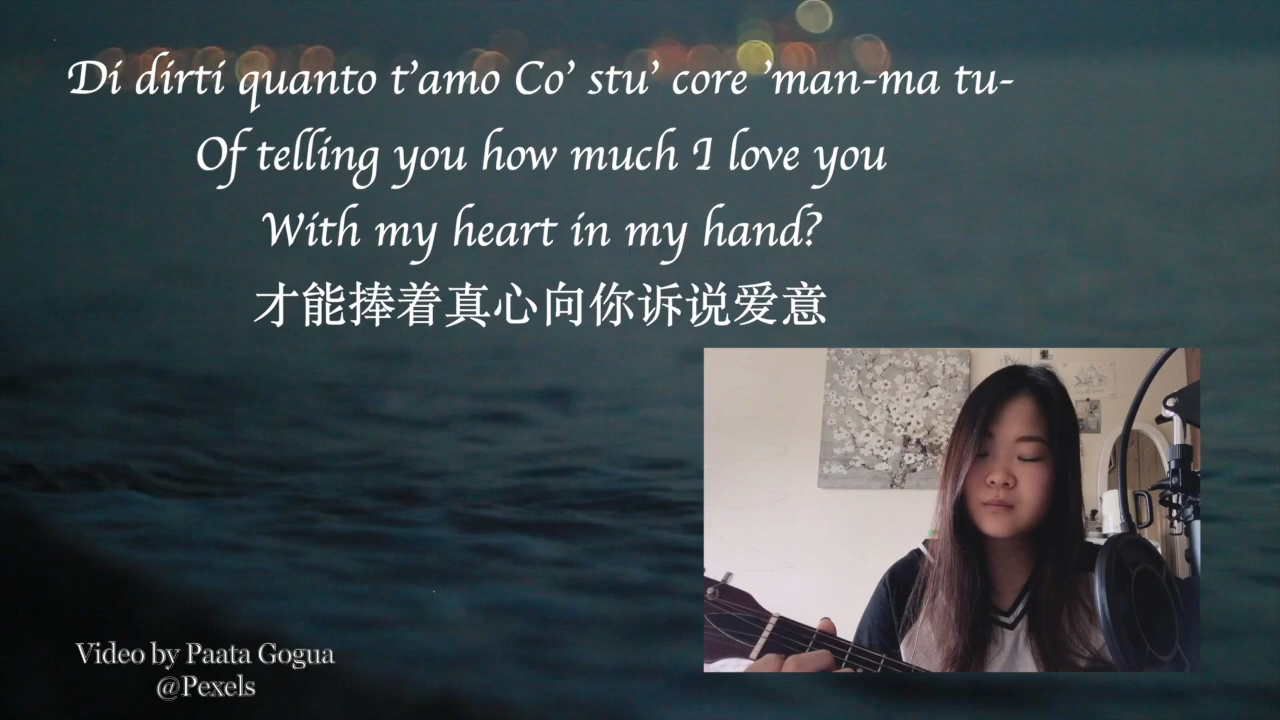 Di dirti quanto t'amo Co' stu' core 'man-ma tu-
Of telling you how much I love you
With my heart in my hand?
才能捧着真心向你诉说爱意
Video by Paata Gogua
@Pexels